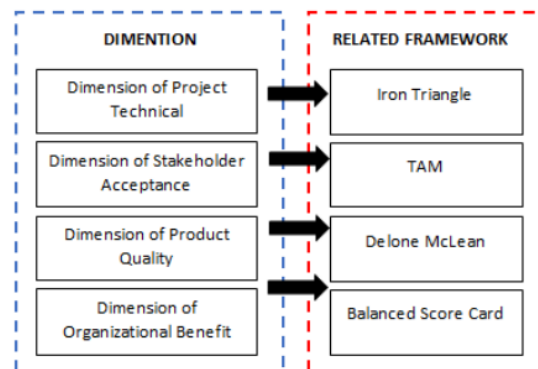 DIMENTION
Dimension of Project
Technical
Dimension of Stakeholder
Acceptance
Dimension of Product
Quality
Dimension of
Organizational Benefit
RELATED FRAMEWORK
Iron Triangle
TAM
Delone McLean
Balanced Score Card